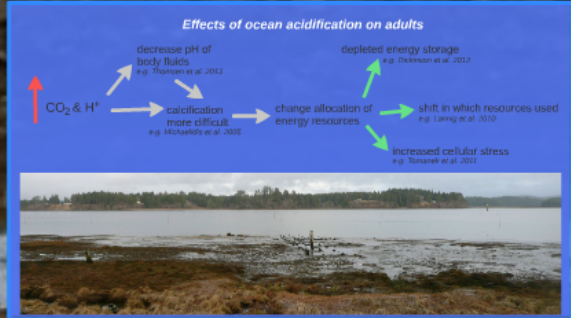 Effects of ocean acidification on adults
decrease pH of
body fluids
e.g. Thomsen et al. 2013
CO₂ & H⁺
calcification
more difficult
e.g. Michaelidis et al. 2005
change allocation of
energy resources
depleted energy storage
e.g. Dickinson et al. 2012
shift in which resources used
e.g. Lannig et al. 2010
increased cellular stress
e.g. Tomanek et al. 2011